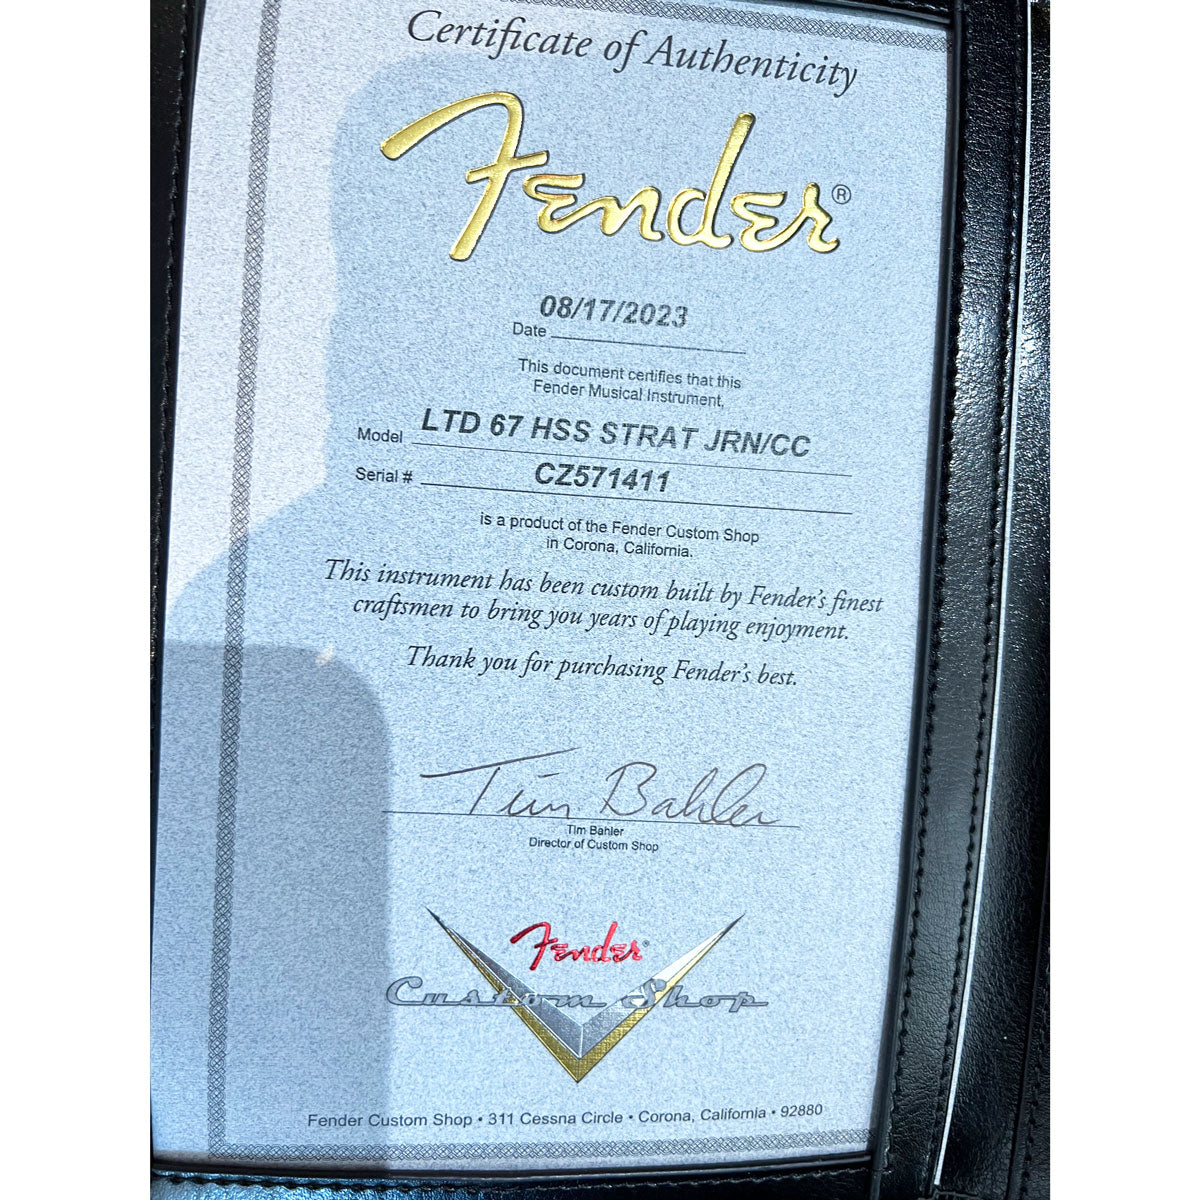 Certificate of Authenticity
Fender®
08/17/2023
Date
This document certifies that this
Fender Musical Instrument,
Model LTD 67 HSS STRAT JRN/CC
Serial # CZ571411
is a product of the Fender Custom Shop
in Corona, California.
This instrument has been custom built by Fender's finest
craftsmen to bring you years of playing enjoyment.
Thank you for purchasing Fender's best.
Tim Bahler
Tim Bahler
Director of Custom Shop
Fender®
Custom Shop
Fender Custom Shop • 311 Cessna Circle • Corona, California • 92880